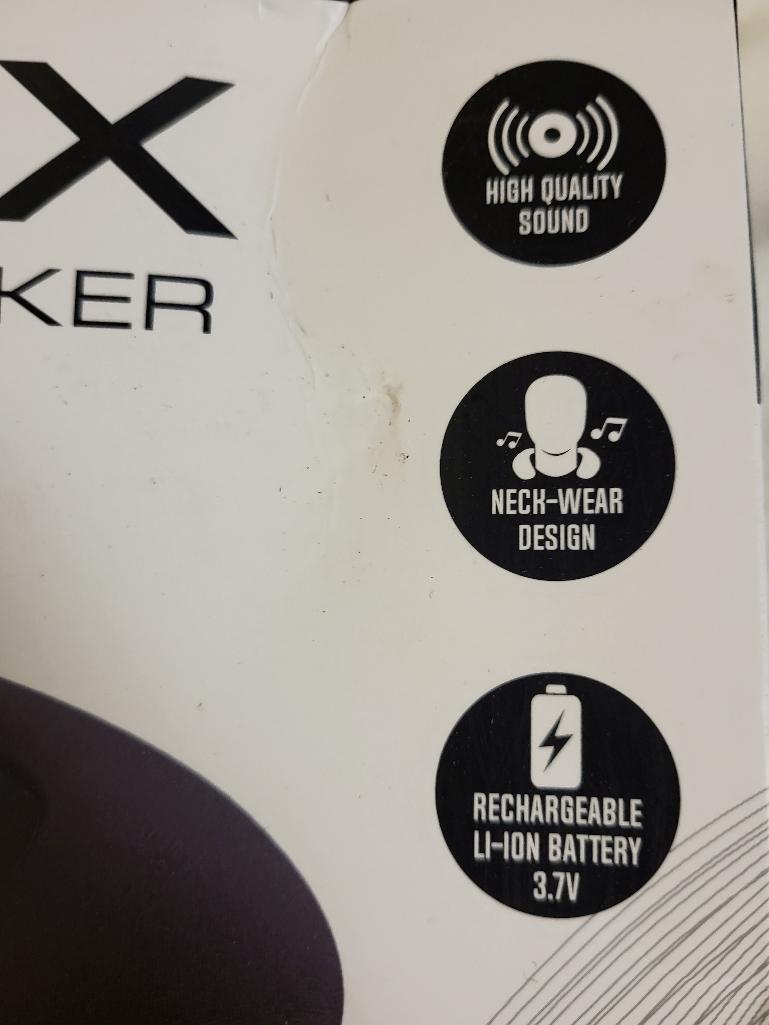 X
KER
HIGH QUALITY
SOUND
NECK-WEAR
DESIGN
RECHARGEABLE
LI-ION BATTERY
3.7V